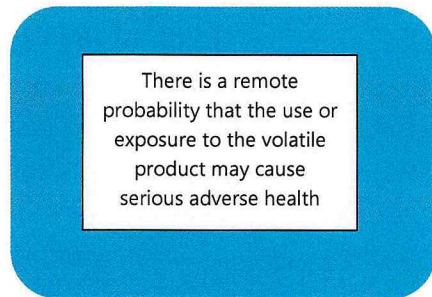 There is a remote
probability that the use or
exposure to the volatile
product may cause
serious adverse health